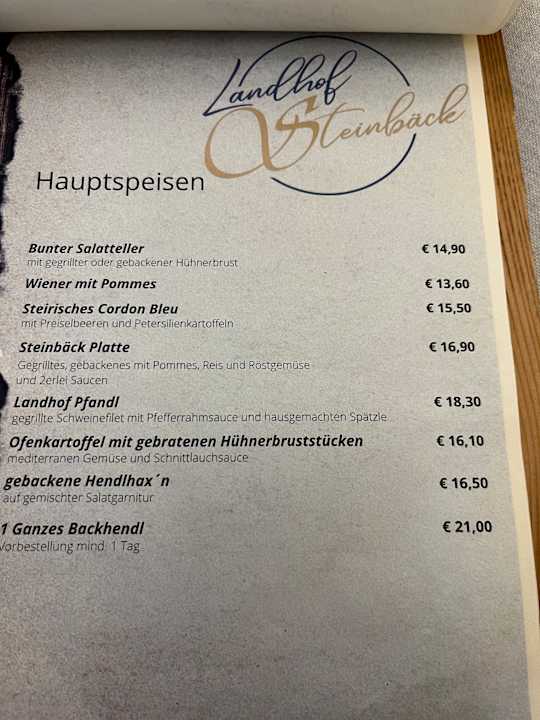 Landhof
Steinbäck
Hauptspeisen
Bunter Salatteller € 14,90
mit gegrillter oder gebackener Hühnerbrust
Wiener mit Pommes € 13,60
Steirisches Cordon Bleu € 15,50
mit Preiselbeeren und Petersilienkartoffeln
Steinbäck Platte € 16,90
Gegrilltes, gebackenes mit Pommes, Reis und Röstgemüse
und 2erlei Saucen
Landhof Pfandl € 18,30
gegrillte Schweinefilet mit Pfefferrahmsauce und hausgemachten Spätzle
Ofenkartoffel mit gebratenen Hühnerbruststücken € 16,10
mediterranen Gemüse und Schnittlauchsauce
gebackene Hendlhax´n € 16,50
auf gemischter Salatgarnitur
1 Ganzes Backhendl € 21,00
Vorbestellung mind. 1 Tag